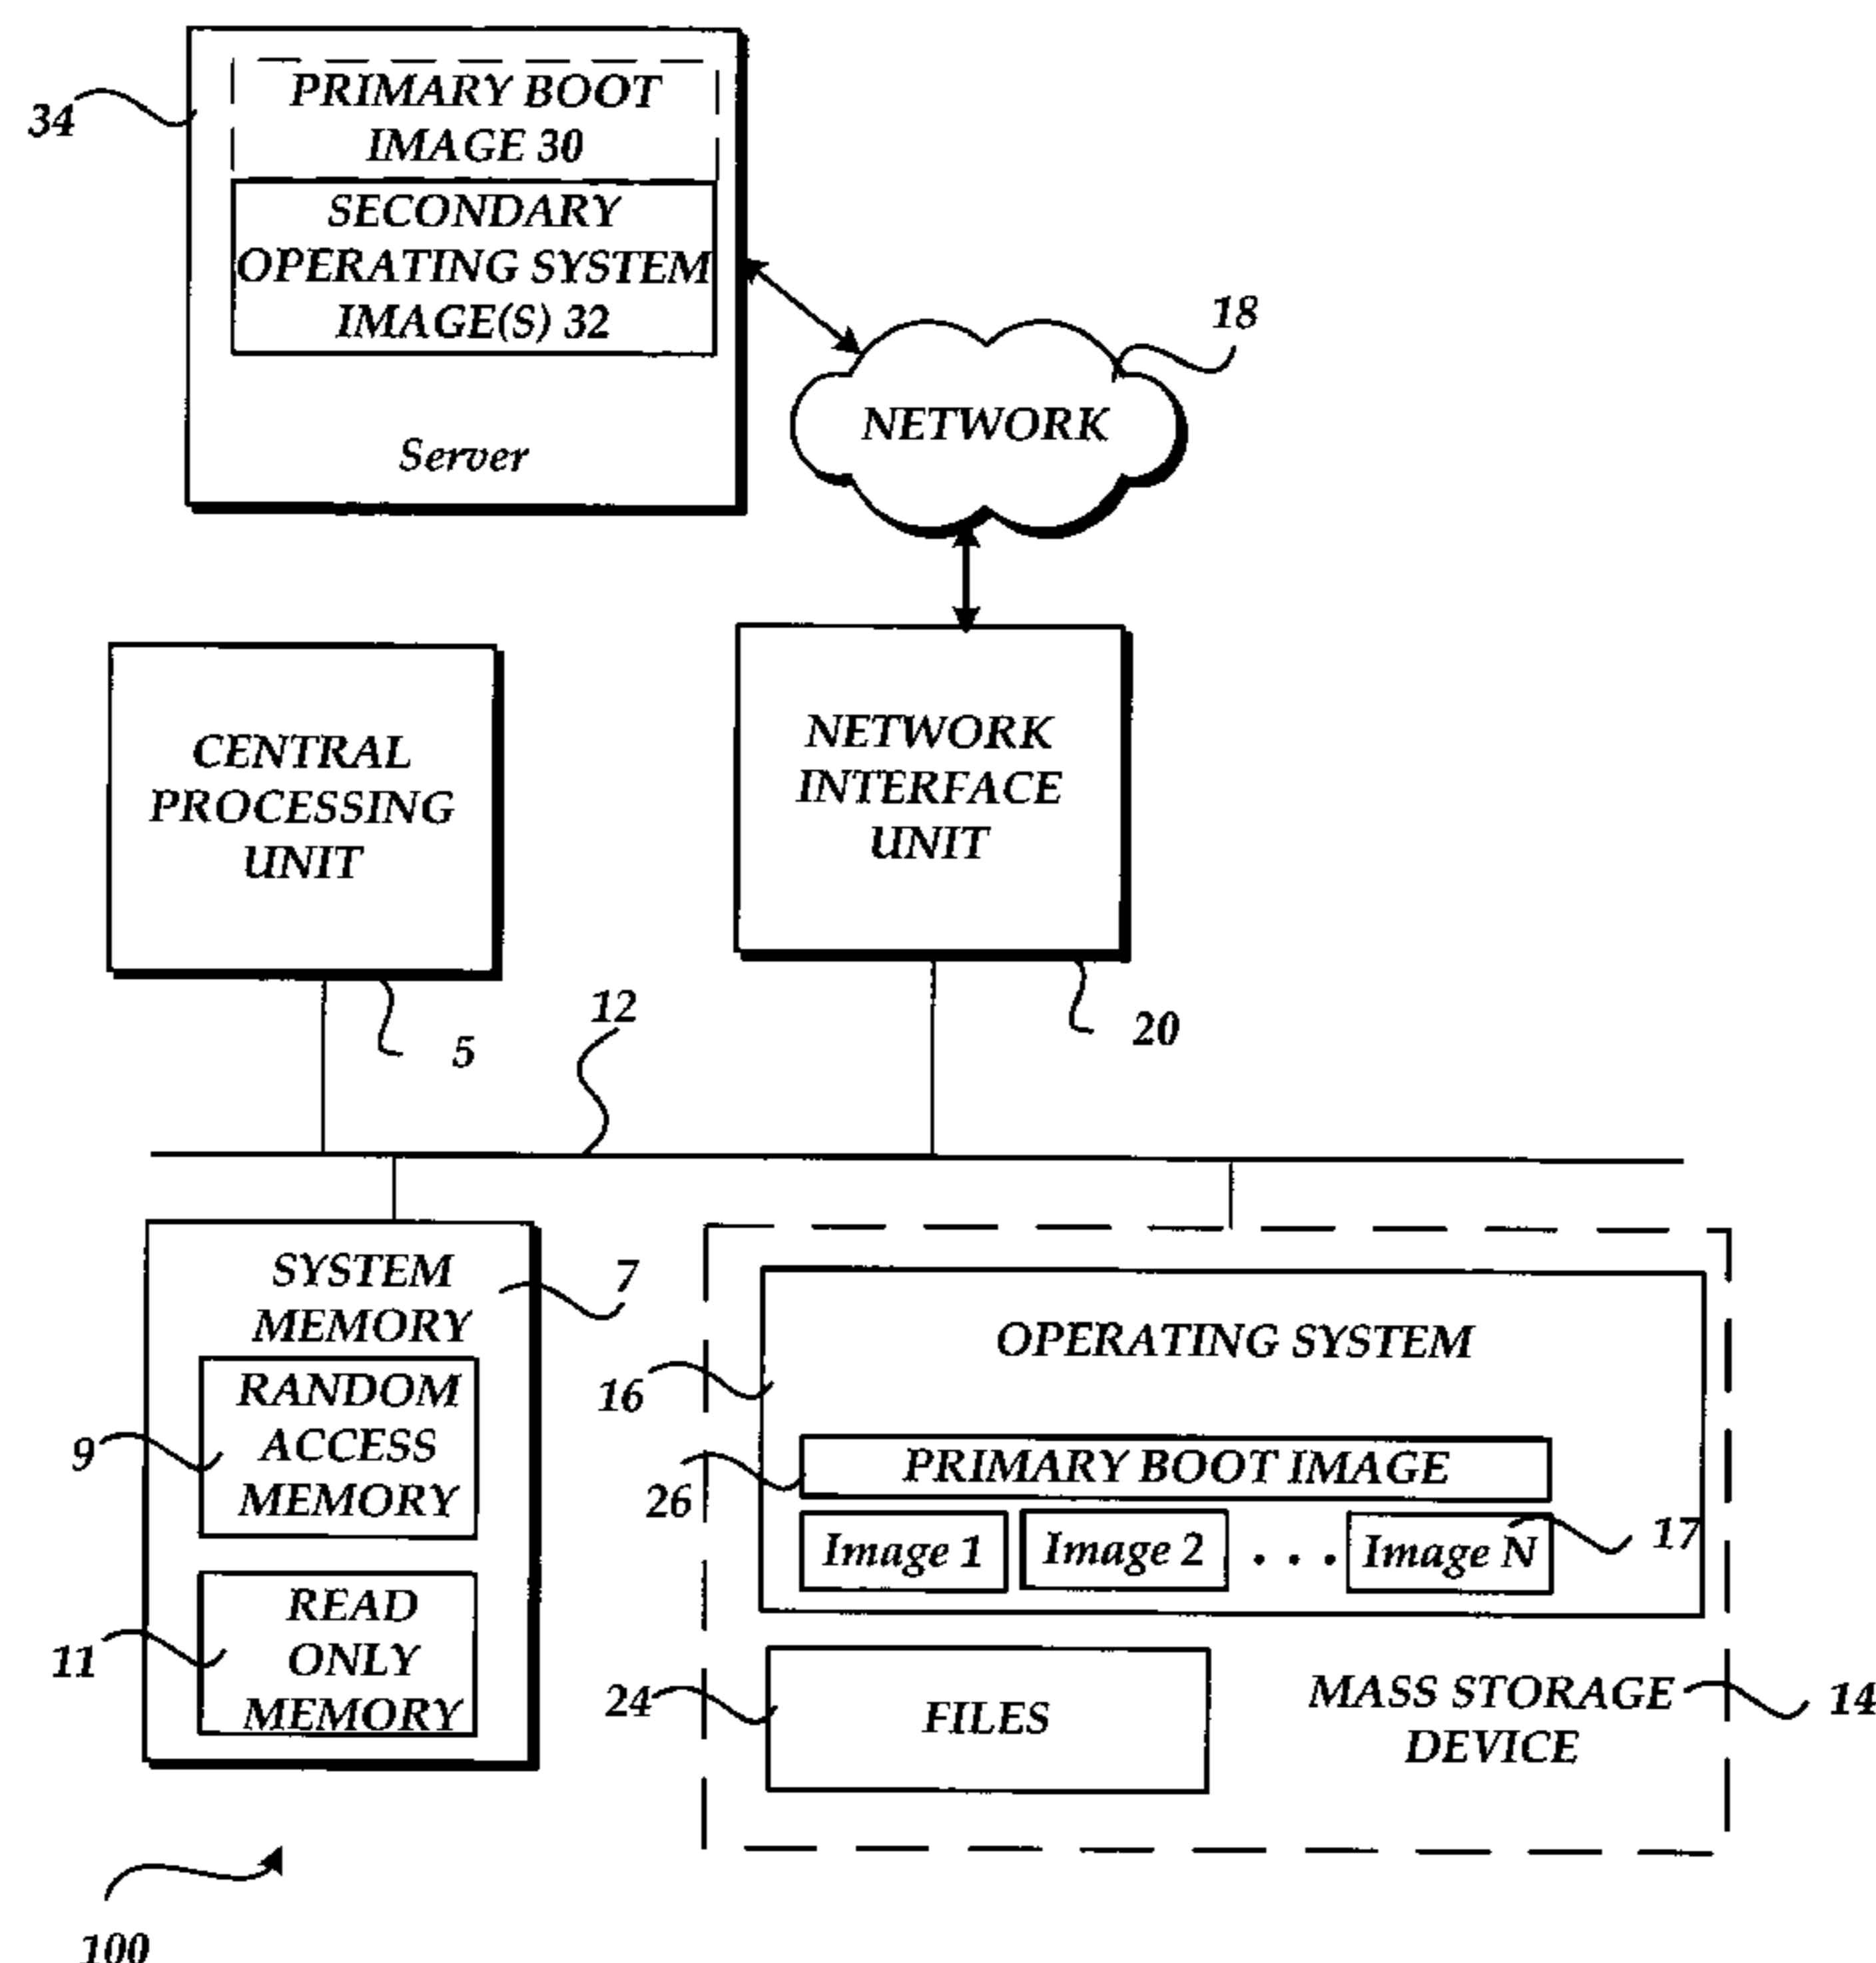 34
PRIMARY BOOT
IMAGE 30
SECONDARY
OPERATING SYSTEM
IMAGE(S) 32
Server
18
NETWORK
CENTRAL
PROCESSING
UNIT
5
NETWORK
INTERFACE
UNIT
20
12
SYSTEM
MEMORY
7
RANDOM
ACCESS
MEMORY
9
READ
ONLY
MEMORY
11
OPERATING SYSTEM
16
PRIMARY BOOT IMAGE
26
Image 1
Image 2
. . .
Image N
17
FILES
24
MASS STORAGE
DEVICE
14
100